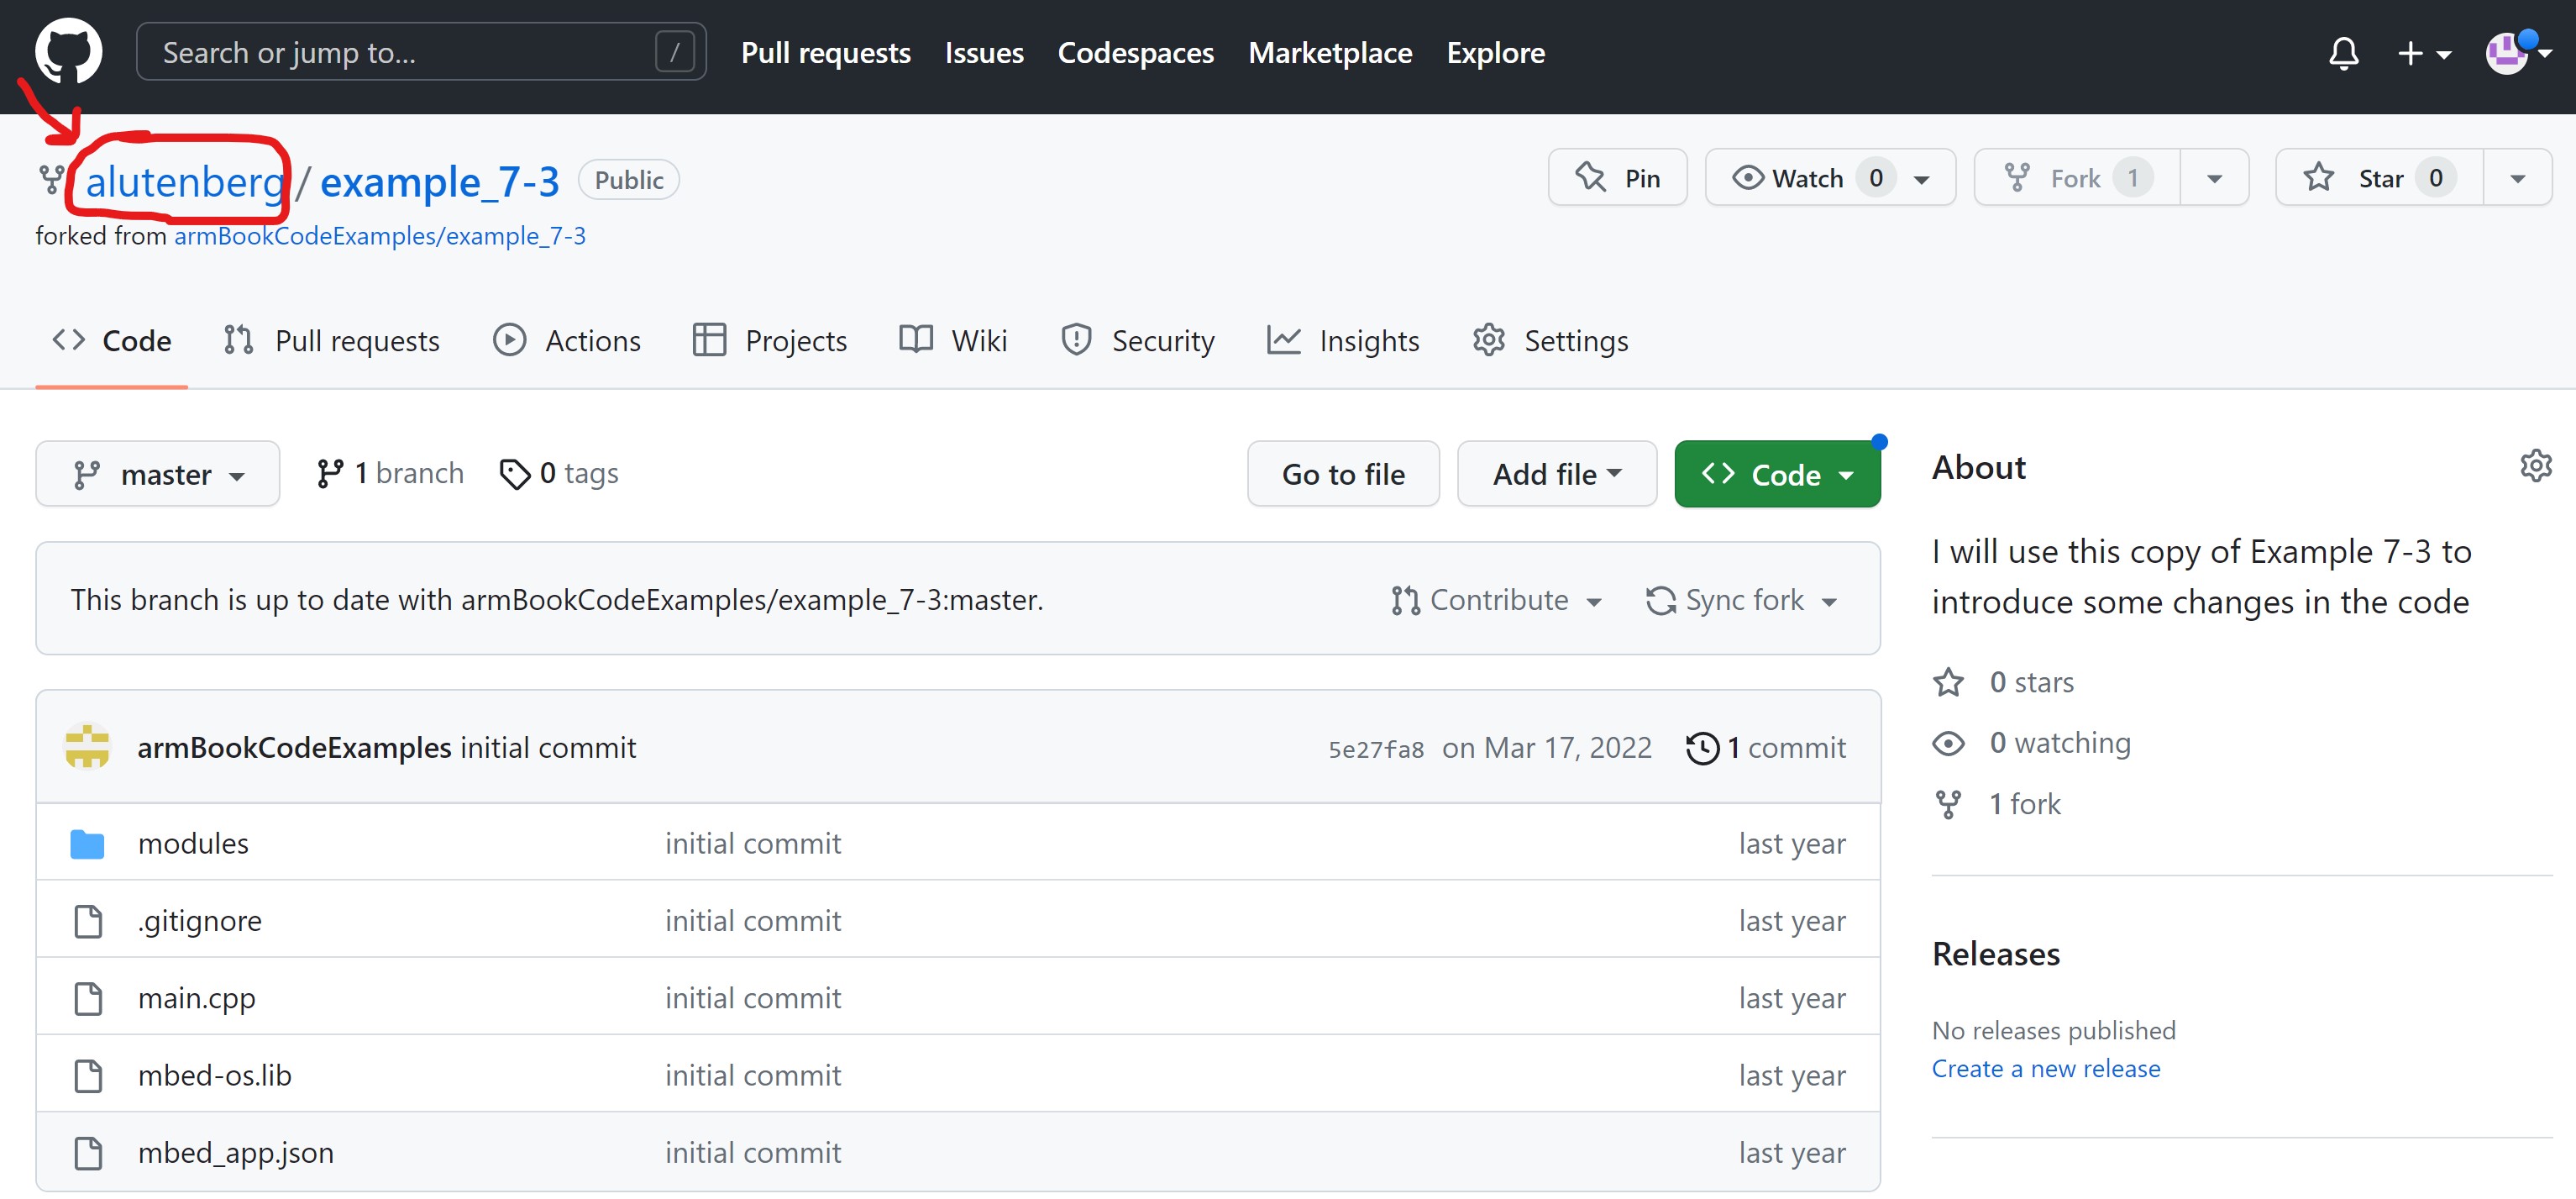 Search or jump to... / Pull requests Issues Codespaces Marketplace Explore
alutenberg / example_7-3 Public Pin Watch 0 Fork 1 Star 0
forked from armBookCodeExamples/example_7-3
Code Pull requests Actions Projects Wiki Security Insights Settings
master 1 branch 0 tags Go to file Add file Code
This branch is up to date with armBookCodeExamples/example_7-3:master. Contribute Sync fork
armBookCodeExamples initial commit 5e27fa8 on Mar 17, 2022 1 commit
modules initial commit last year
.gitignore initial commit last year
main.cpp initial commit last year
mbed-os.lib initial commit last year
mbed_app.json initial commit last year
About
I will use this copy of Example 7-3 to
introduce some changes in the code
0 stars
0 watching
1 fork
Releases
No releases published
Create a new release